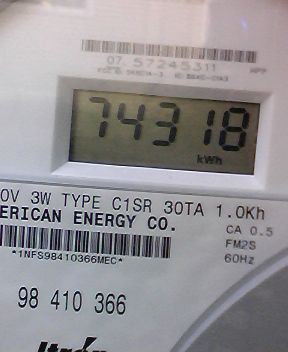 07 57245311
74318
kWh
0V 3W TYPE C1SR 30TA 1.0Kh
ERICAN ENERGY CO.
CA 0.5
FM2S
60Hz
*1NFS98410366MEC*
98 410 366
Itrón